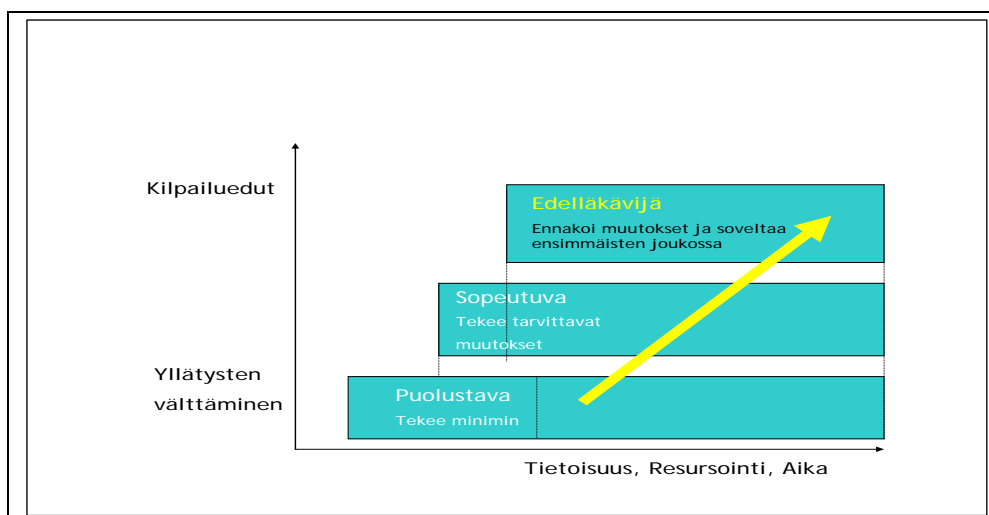 Kilpailuedut
Edelläkävijä
Ennakoi muutokset ja soveltaa
ensimmäisten joukossa
Sopeutuva
Tekee tarvittavat
muutokset
Yllätysten
välttäminen
Puolustava
Tekee minimin
Tietoisuus, Resursointi, Aika